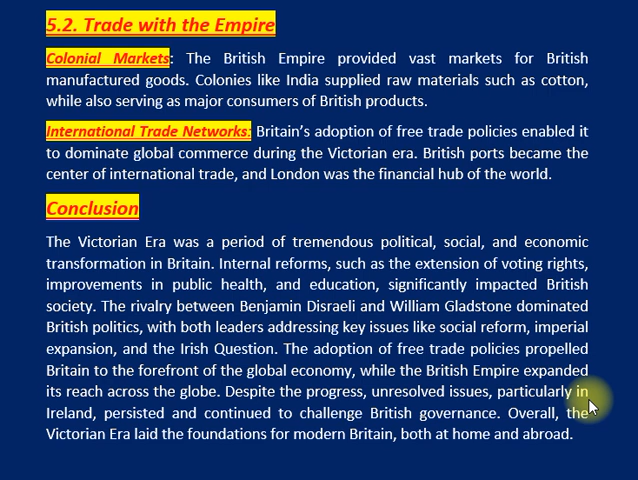 5.2. Trade with the Empire
Colonial Markets: The British Empire provided vast markets for British
manufactured goods. Colonies like India supplied raw materials such as cotton,
while also serving as major consumers of British products.
International Trade Networks: Britain’s adoption of free trade policies enabled it
to dominate global commerce during the Victorian era. British ports became the
center of international trade, and London was the financial hub of the world.
Conclusion
The Victorian Era was a period of tremendous political, social, and economic
transformation in Britain. Internal reforms, such as the extension of voting rights,
improvements in public health, and education, significantly impacted British
society. The rivalry between Benjamin Disraeli and William Gladstone dominated
British politics, with both leaders addressing key issues like social reform, imperial
expansion, and the Irish Question. The adoption of free trade policies propelled
Britain to the forefront of the global economy, while the British Empire expanded
its reach across the globe. Despite the progress, unresolved issues, particularly in
Ireland, persisted and continued to challenge British governance. Overall, the
Victorian Era laid the foundations for modern Britain, both at home and abroad.